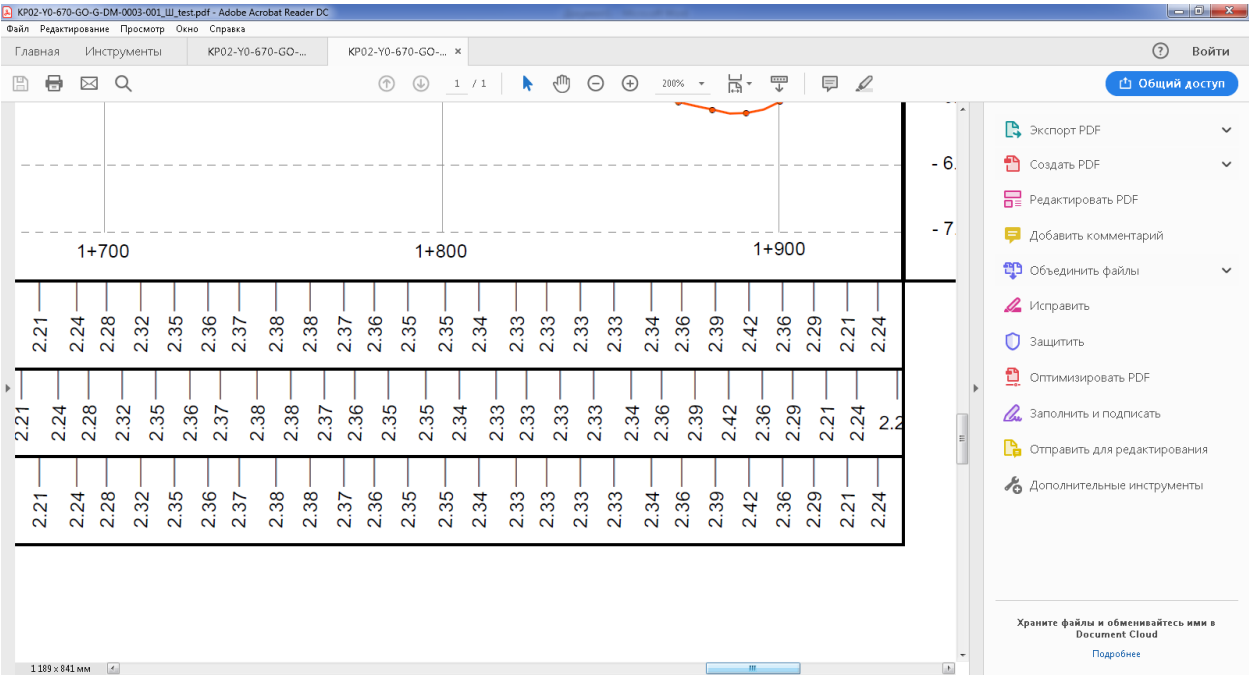 KP02-Y0-670-GO-G-DM-0003-001_Ш_test.pdf - Adobe Acrobat Reader DC
Файл Редактирование Просмотр Окно Справка
Главная Инструменты KP02-Y0-670-GO-... KP02-Y0-670-GO-... ×
? Войти
1 / 1 200% Общий доступ
- 6.
- 7.
1+700 1+800 1+900
2.21 2.24 2.28 2.32 2.35 2.36 2.37 2.38 2.38 2.37 2.36 2.35 2.35 2.34 2.33 2.33 2.33 2.33 2.34 2.36 2.39 2.42 2.36 2.29 2.21 2.24
2.21 2.24 2.28 2.32 2.35 2.36 2.37 2.38 2.38 2.37 2.36 2.35 2.35 2.34 2.33 2.33 2.33 2.33 2.34 2.36 2.39 2.42 2.36 2.29 2.21 2.24 2.2
2.21 2.24 2.28 2.32 2.35 2.36 2.37 2.38 2.38 2.37 2.36 2.35 2.35 2.34 2.33 2.33 2.33 2.33 2.34 2.36 2.39 2.42 2.36 2.29 2.21 2.24
1 189 x 841 мм
Экспорт PDF
Создать PDF
Редактировать PDF
Добавить комментарий
Объединить файлы
Исправить
Защитить
Оптимизировать PDF
Заполнить и подписать
Отправить для редактирования
Дополнительные инструменты
Храните файлы и обменивайтесь ими в
Document Cloud
Подробнее